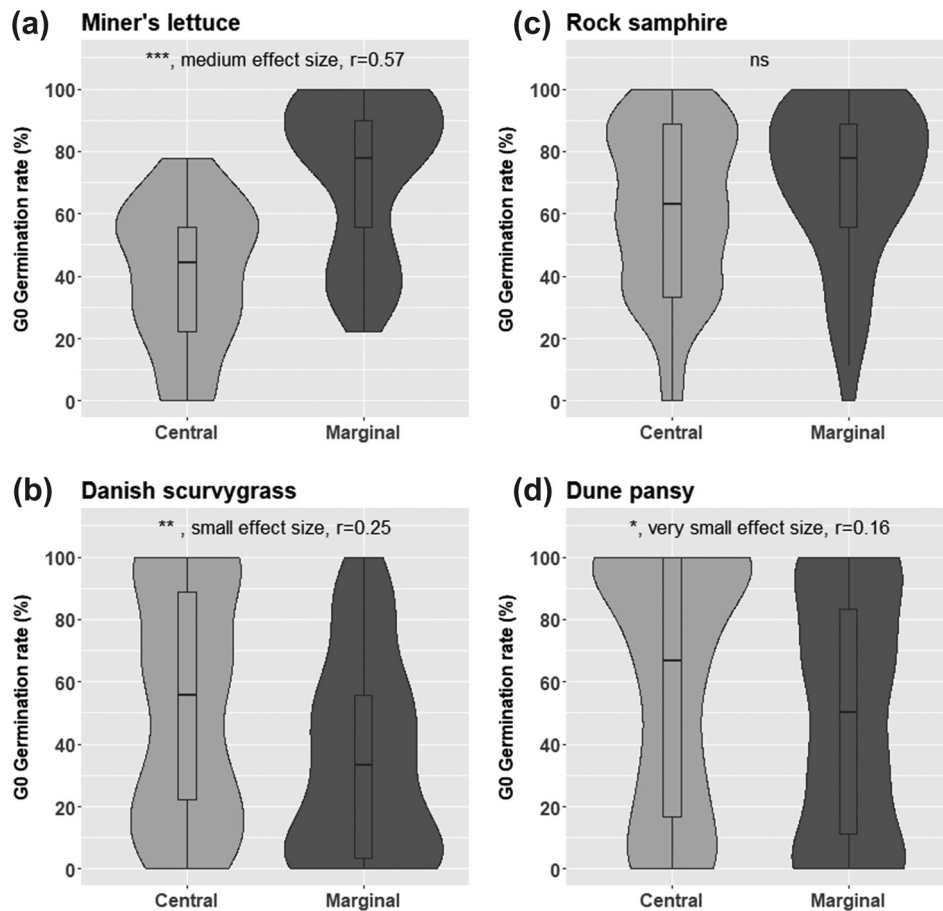 (a) Miner's lettuce
***, medium effect size, r=0.57
G0 Germination rate (%)
100
80
60
40
20
0
Central Marginal
(c) Rock samphire
ns
G0 Germination rate (%)
100
80
60
40
20
0
Central Marginal
(b) Danish scurvygrass
** , small effect size, r=0.25
G0 Germination rate (%)
100
80
60
40
20
0
Central Marginal
(d) Dune pansy
*, very small effect size, r=0.16
G0 Germination rate (%)
100
80
60
40
20
0
Central Marginal